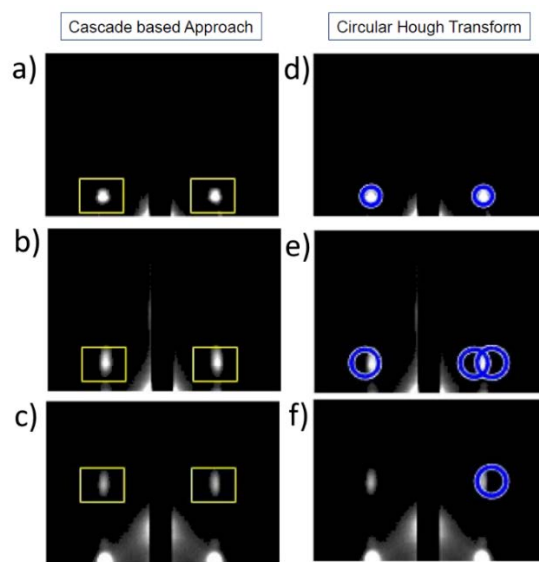 Cascade based Approach
Circular Hough Transform
a)
d)
b)
e)
c)
f)